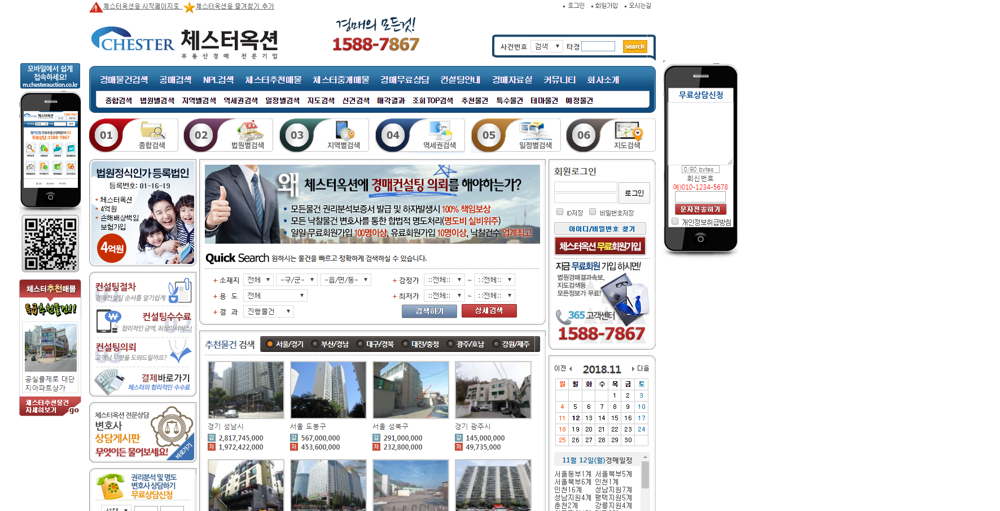 체스터옥션을 시작페이지로 체스터옥션을 즐겨찾기 추가
로그인 회원가입 오시는길
CHESTER 체스터옥션
부동산경매 전문기업
경매의 모든것!
1588-7867
사건번호 검색 타경 search
경매물건검색 공매검색 NPL검색 체스터추천매물 체스터중개매물 경매무료상담 컨설팅안내 경매자료실 커뮤니티 회사소개
종합검색 법원별검색 지역별검색 역세권검색 일정별검색 지도검색 신건검색 매각결과 조회TOP검색 추천물건 특수물건 테마물건 예정물건
01 종합검색
02 법원별검색
03 지역별검색
04 역세권검색
05 일정별검색
06 지도검색
모바일에서 쉽게
접속하세요!
m.chesterauction.co.kr
체스터옥션
1588-7867
무료상담:1588-7867
체스터추천매물
특급추천물건!!
공실률제로 대단
지아파트상가
체스터추천물건
자세히보기 go
법원정식인가 등록법인
등록번호: 01-16-19
* 체스터옥션
* 4억원
* 손해배상책임
보험가입
4억원
컨설팅절차
경매컨설팅 순서를 알기쉽게
컨설팅수수료
합리적인 금액, 최상의서비스!
컨설팅의뢰
고객님 무엇을 도와드릴까요?
결제바로가기
체스터의 합리적인 수수료
체스터옥션 전문상담
변호사
상담게시판
무엇이든 물어보세요!
바로가기
권리분석 및 명도
변호사 상담하기
무료상담신청
선택
왜 체스터옥션에 경매컨설팅 의뢰를 해야하는가?
• 모든물건 권리분석보증서 발급 및 하자발생시 100% 책임보상
• 모든 낙찰물건 변호사를 통한 합법적 명도처리(명도비 실비위주)
• 일일 무료회원가입 100명이상, 유료회원가입 10명이상, 낙찰건수 업계최고
Quick Search 원하시는 물건을 빠르고 정확하게 검색하실 수 있습니다.
+ 소재지 전체 -구/군- -읍/면/동- + 감정가 ::전체:: ~ ::전체::
+ 용 도 전체 + 최저가 ::전체:: ~ ::전체::
+ 결 과 진행물건 검색하기 상세검색
추천물건 검색 서울/경기 부산/경남 대구/경북 대전/충청 광주/호남 강원/제주
경기 성남시
감 2,817,745,000
저 1,972,422,000
서울 도봉구
감 567,000,000
저 453,600,000
서울 성북구
감 291,000,000
저 232,800,000
경기 광주시
감 145,000,000
저 49,735,000
회원로그인
로그인
ID저장 비밀번호저장
아이디/비밀번호 찾기
체스터옥션 무료회원가입
지금 무료회원 가입 하시면!
법원경매결과속보,
지도검색등
모든정보가 무료!
365 고객센터
1588-7867
이전 2018.11 다음
일 월 화 수 목 금 토
1 2 3
4 5 6 7 8 9 10
11 12 13 14 15 16 17
18 19 20 21 22 23 24
25 26 27 28 29 30
11월 12일(월)경매일정
서울동부1계 서울북부5계
서울북부6계 인천1계
인천16계 성남지원7계
성남지원4계 평택지원5계
춘천2계 강릉지원4계
무료상담신청
0/80 bytes
회신번호
예)010-1234-5678
문자전송하기
개인정보취급방침